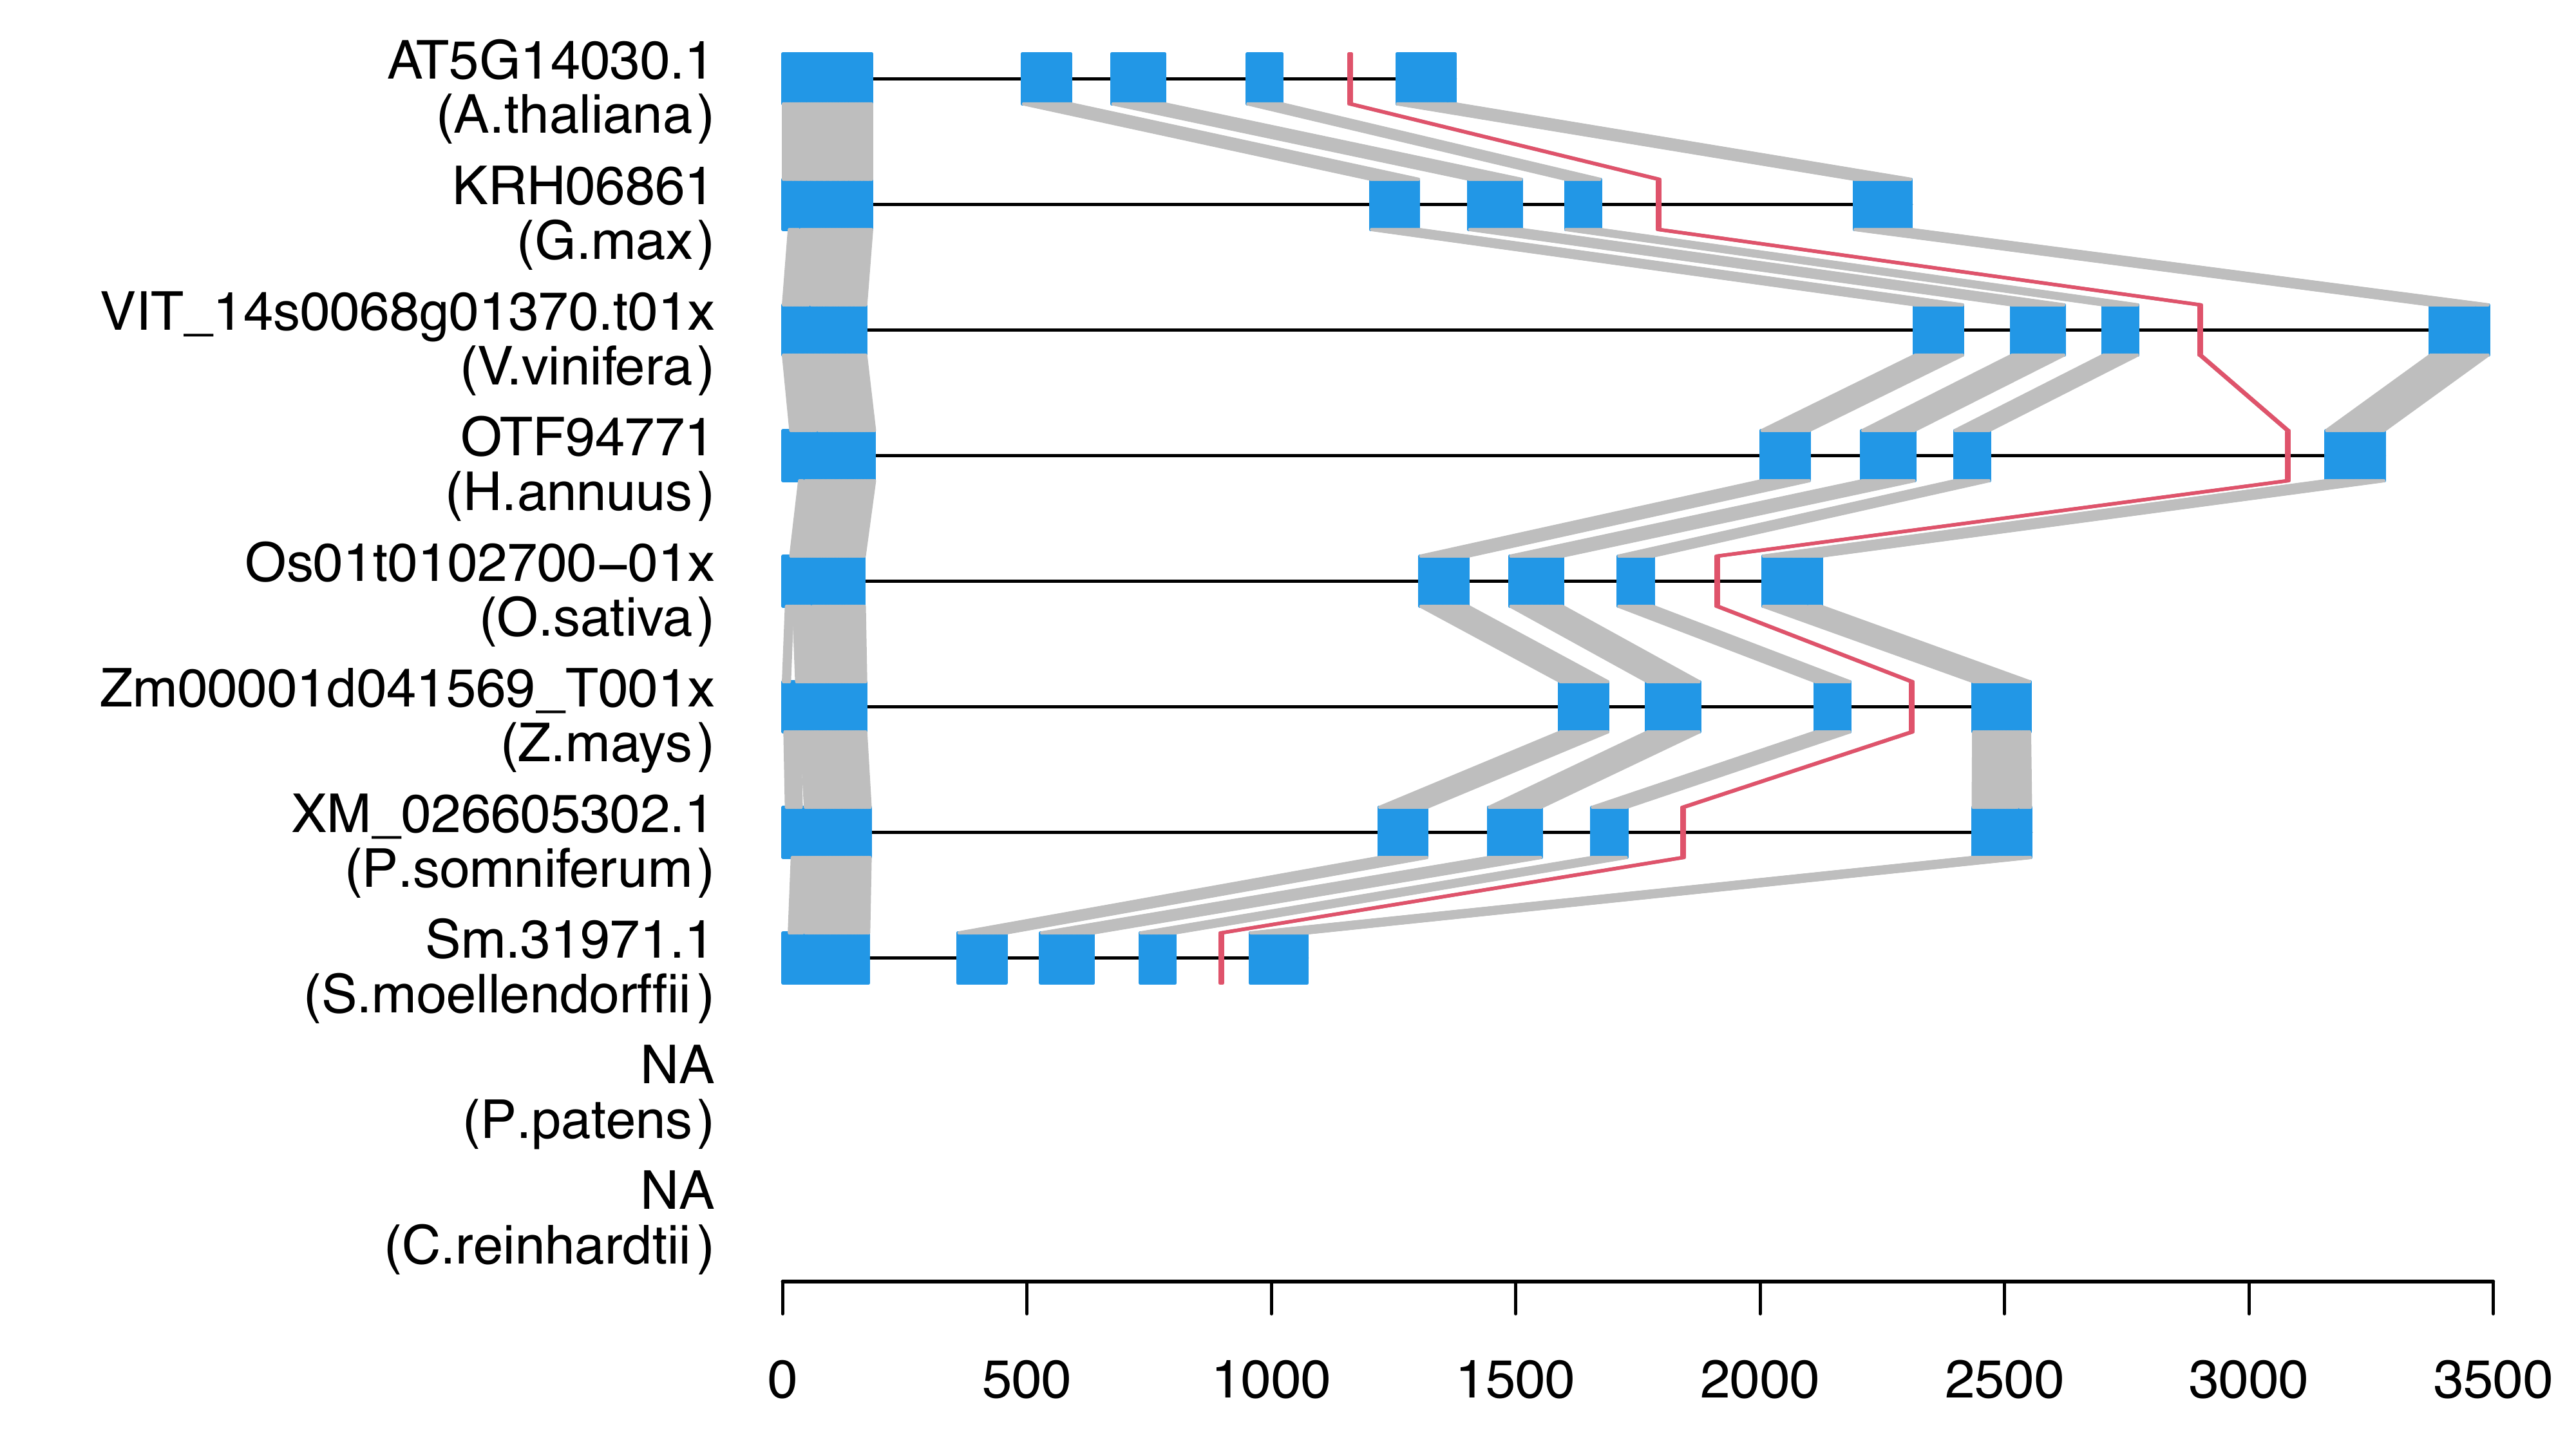 AT5G14030.1
(A.thaliana)
KRH06861
(G.max)
VIT_14s0068g01370.t01x
(V.vinifera)
OTF94771
(H.annuus)
Os01t0102700−01x
(O.sativa)
Zm00001d041569_T001x
(Z.mays)
XM_026605302.1
(P.somniferum)
Sm.31971.1
(S.moellendorffii)
NA
(P.patens)
NA
(C.reinhardtii)
0 500 1000 1500 2000 2500 3000 3500